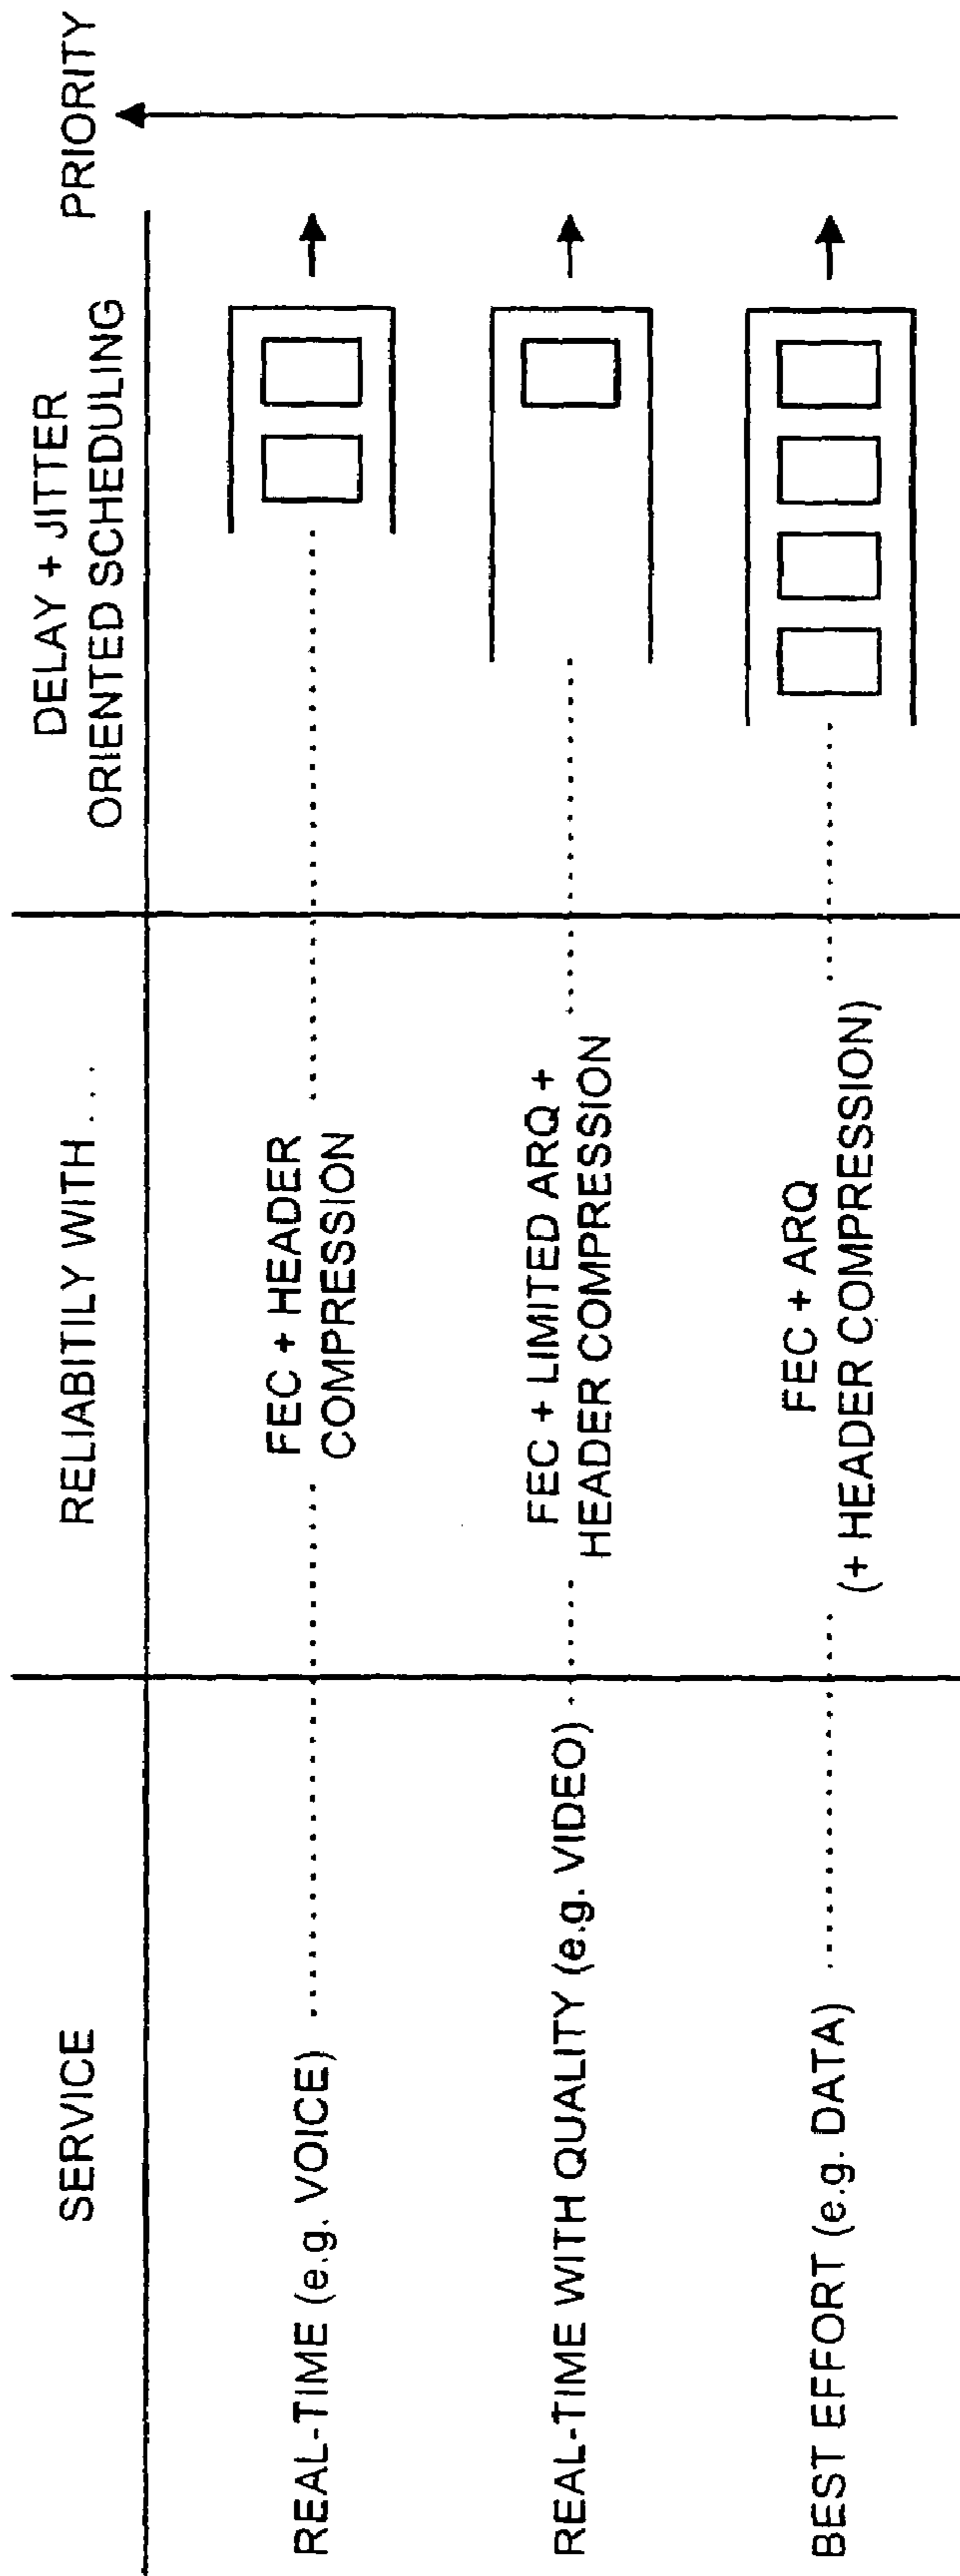 SERVICE
RELIABITILY WITH...
DELAY + JITTER
ORIENTED SCHEDULING
PRIORITY
REAL-TIME (e.g. VOICE)
FEC + HEADER
COMPRESSION
REAL-TIME WITH QUALITY (e.g. VIDEO)
FEC + LIMITED ARQ +
HEADER COMPRESSION
BEST EFFORT (e.g. DATA)
FEC + ARQ
(+ HEADER COMPRESSION)